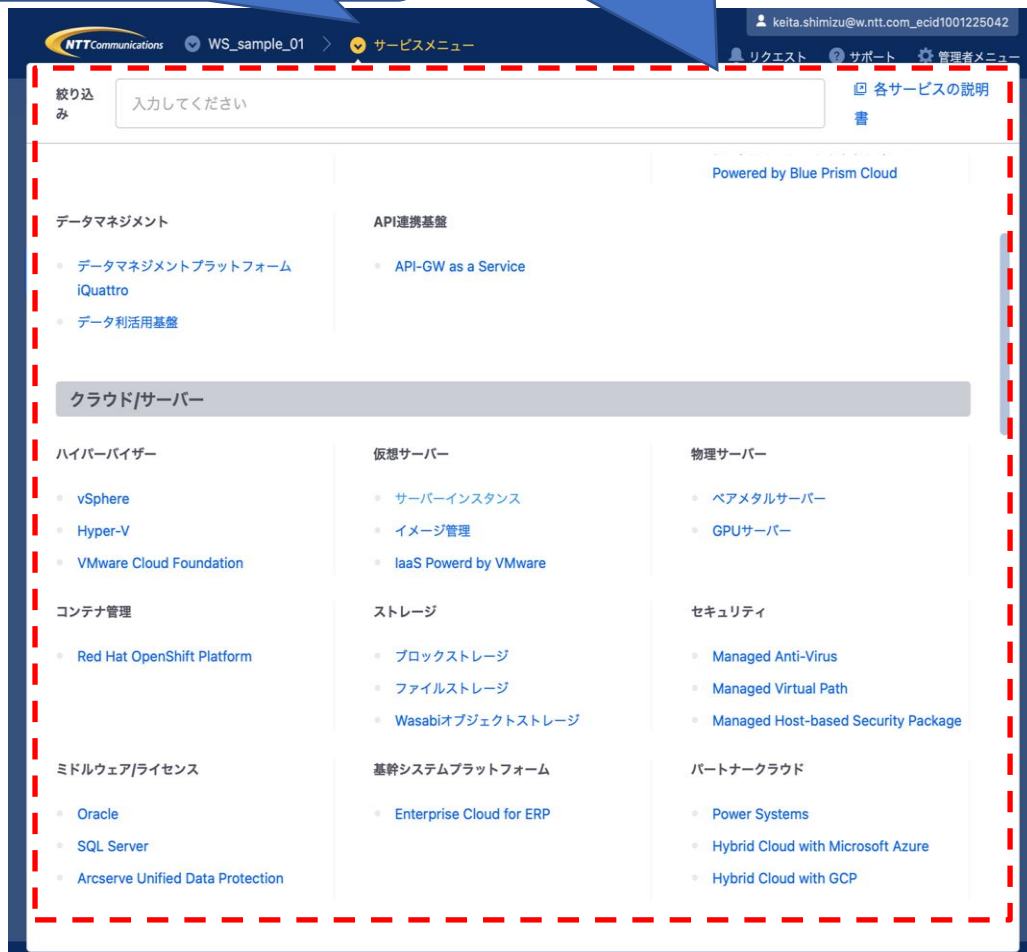 keita.shimizu@w.ntt.com_ecid1001225042
NTT Communications WS_sample_01 サービスメニュー
リクエスト サポート 管理者メニュー
絞り込
み
入力してください
各サービスの説明
書
Powered by Blue Prism Cloud
データマネジメント API連携基盤
データマネジメントプラットフォーム API-GW as a Service
iQuattro
データ利活用基盤
クラウド/サーバー
ハイパーバイザー 仮想サーバー 物理サーバー
vSphere サーバーインスタンス ベアメタルサーバー
Hyper-V イメージ管理 GPUサーバー
VMware Cloud Foundation IaaS Powerd by VMware
コンテナ管理 ストレージ セキュリティ
Red Hat OpenShift Platform ブロックストレージ Managed Anti-Virus
ファイルストレージ Managed Virtual Path
Wasabiオブジェクトストレージ Managed Host-based Security Package
ミドルウェア/ライセンス 基幹システムプラットフォーム パートナークラウド
Oracle Enterprise Cloud for ERP Power Systems
SQL Server Hybrid Cloud with Microsoft Azure
Arcserve Unified Data Protection Hybrid Cloud with GCP